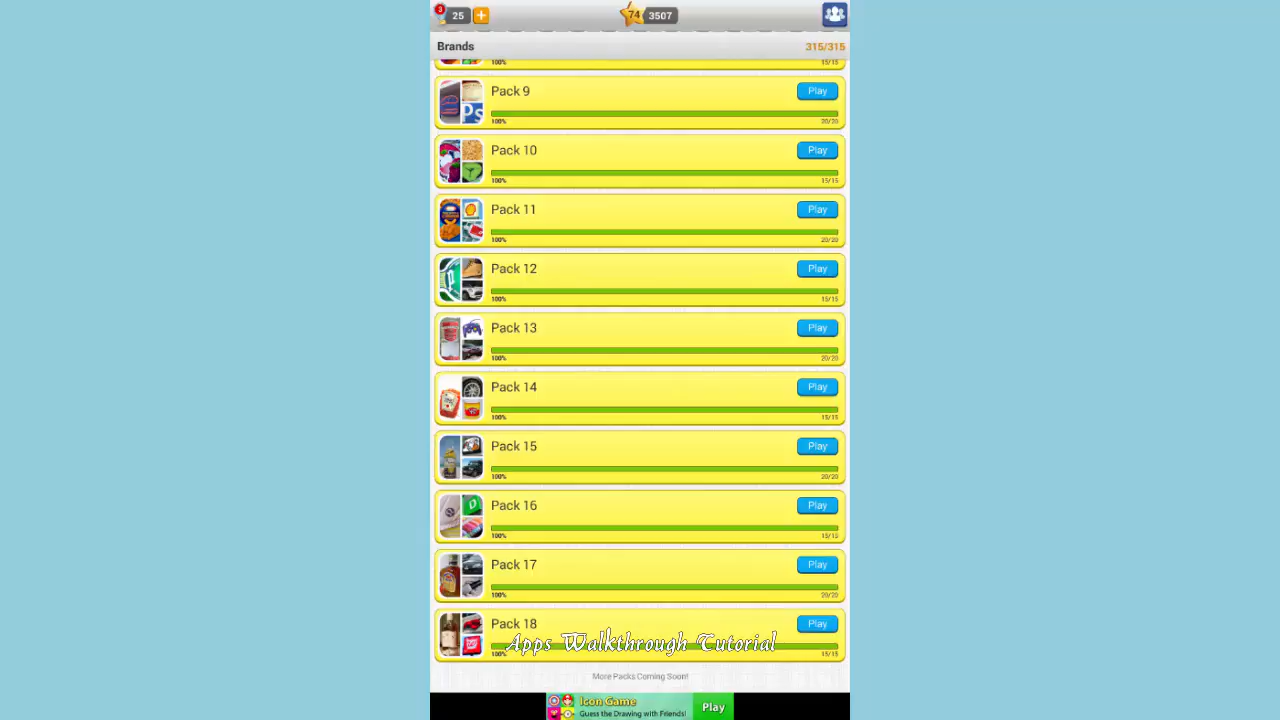 3
25
74
3507
Brands
315/315
100%
15/15
Pack 9
Play
100%
20/20
Pack 10
Play
100%
15/15
Pack 11
Play
100%
20/20
Pack 12
Play
100%
15/15
Pack 13
Play
100%
20/20
Pack 14
Play
100%
15/15
Pack 15
Play
100%
20/20
Pack 16
Play
100%
15/15
Pack 17
Play
100%
20/20
Pack 18
Play
Apps Walkthrough Tutorial
100%
15/15
More Packs Coming Soon!
Icon Game
Guess the Drawing with Friends!
Play